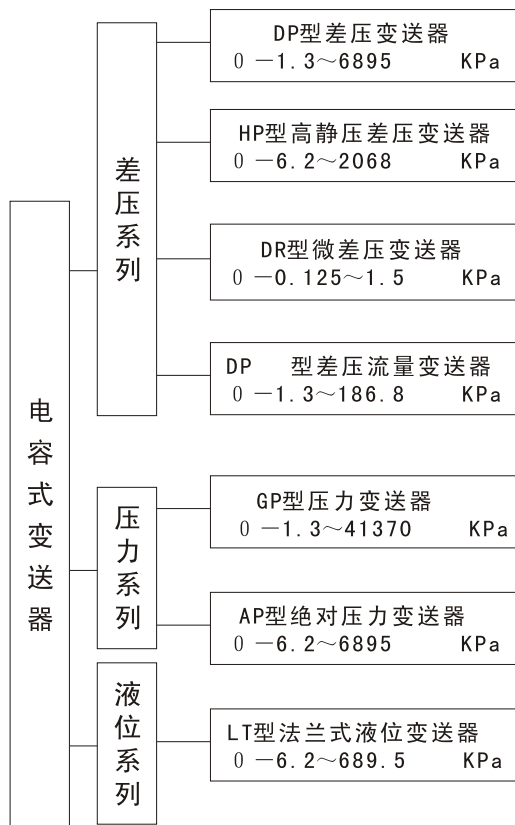 电容式变送器
差压系列
DP型差压变送器
0 —1.3～6895 KPa
HP型高静压差压变送器
0 —6.2～2068 KPa
DR型微差压变送器
0 —0.125～1.5 KPa
DP 型差压流量变送器
0 —1.3～186.8 KPa
压力系列
GP型压力变送器
0 —1.3～41370 KPa
AP型绝对压力变送器
0 —6.2～6895 KPa
液位系列
LT型法兰式液位变送器
0 —6.2～689.5 KPa